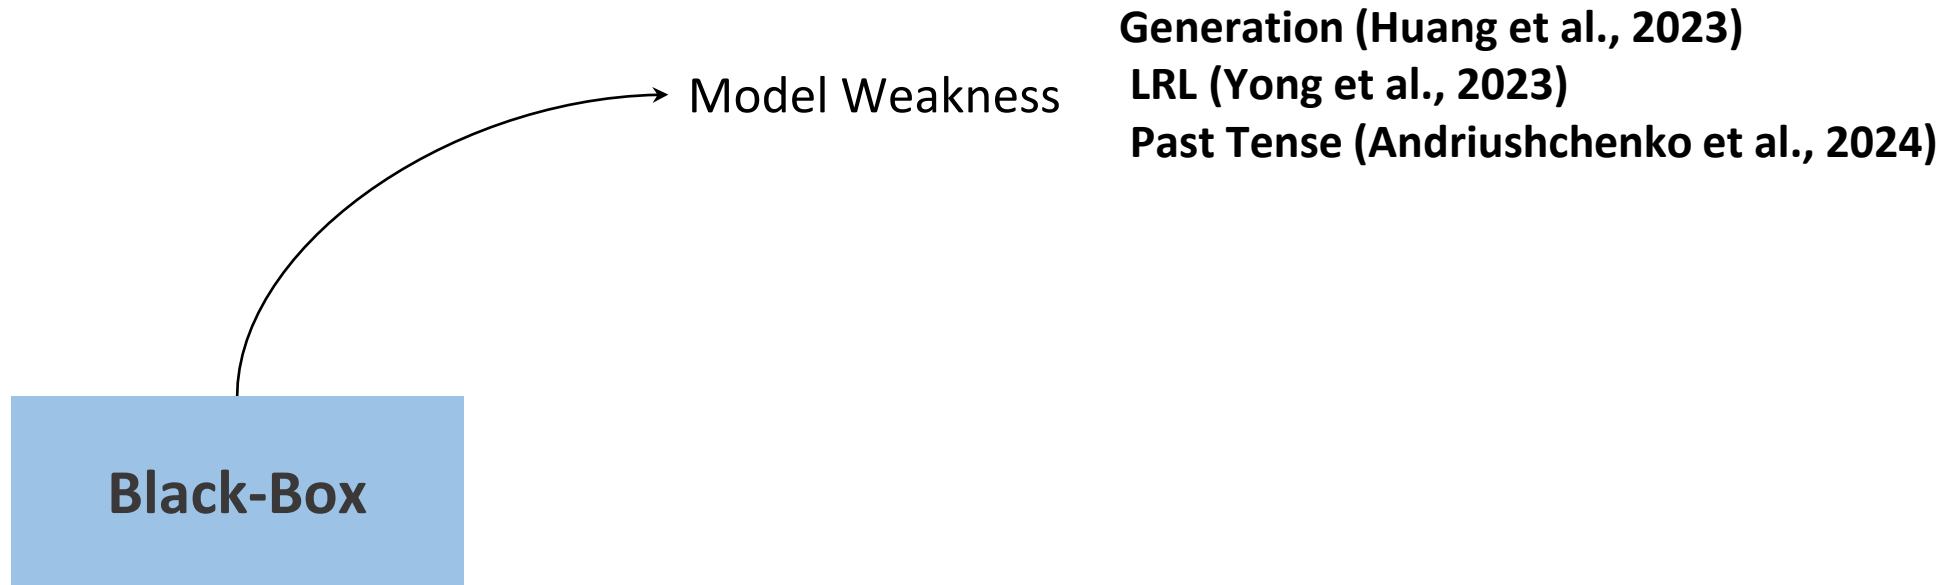 Generation (Huang et al., 2023)
Model Weakness
LRL (Yong et al., 2023)
Past Tense (Andriushchenko et al., 2024)
Black-Box